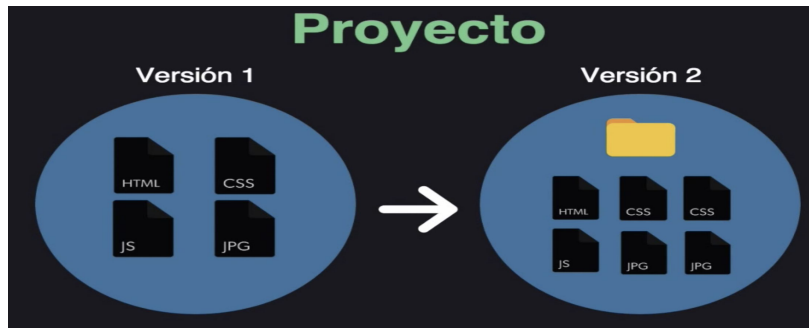 Proyecto
Versión 1
Versión 2
HTML
CSS
JS
JPG
HTML
CSS
CSS
JS
JPG
JPG